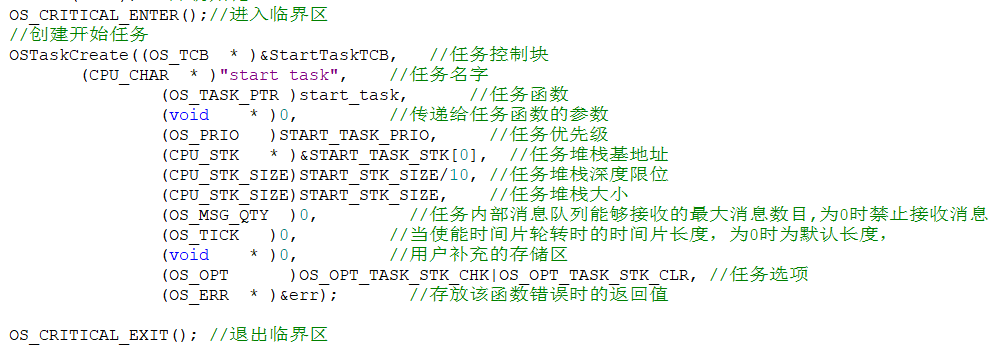 OS_CRITICAL_ENTER();//进入临界区
//创建开始任务
OSTaskCreate((OS_TCB * )&StartTaskTCB, //任务控制块
(CPU_CHAR * )"start task", //任务名字
(OS_TASK_PTR )start_task, //任务函数
(void * )0, //传递给任务函数的参数
(OS_PRIO )START_TASK_PRIO, //任务优先级
(CPU_STK * )&START_TASK_STK[0], //任务堆栈基地址
(CPU_STK_SIZE)START_STK_SIZE/10, //任务堆栈深度限位
(CPU_STK_SIZE)START_STK_SIZE, //任务堆栈大小
(OS_MSG_QTY )0, //任务内部消息队列能够接收的最大消息数目,为0时禁止接收消息
(OS_TICK )0, //当使能时间片轮转时的时间片长度，为0时为默认长度，
(void * )0, //用户补充的存储区
(OS_OPT )OS_OPT_TASK_STK_CHK|OS_OPT_TASK_STK_CLR, //任务选项
(OS_ERR * )&err); //存放该函数错误时的返回值
OS_CRITICAL_EXIT(); //退出临界区